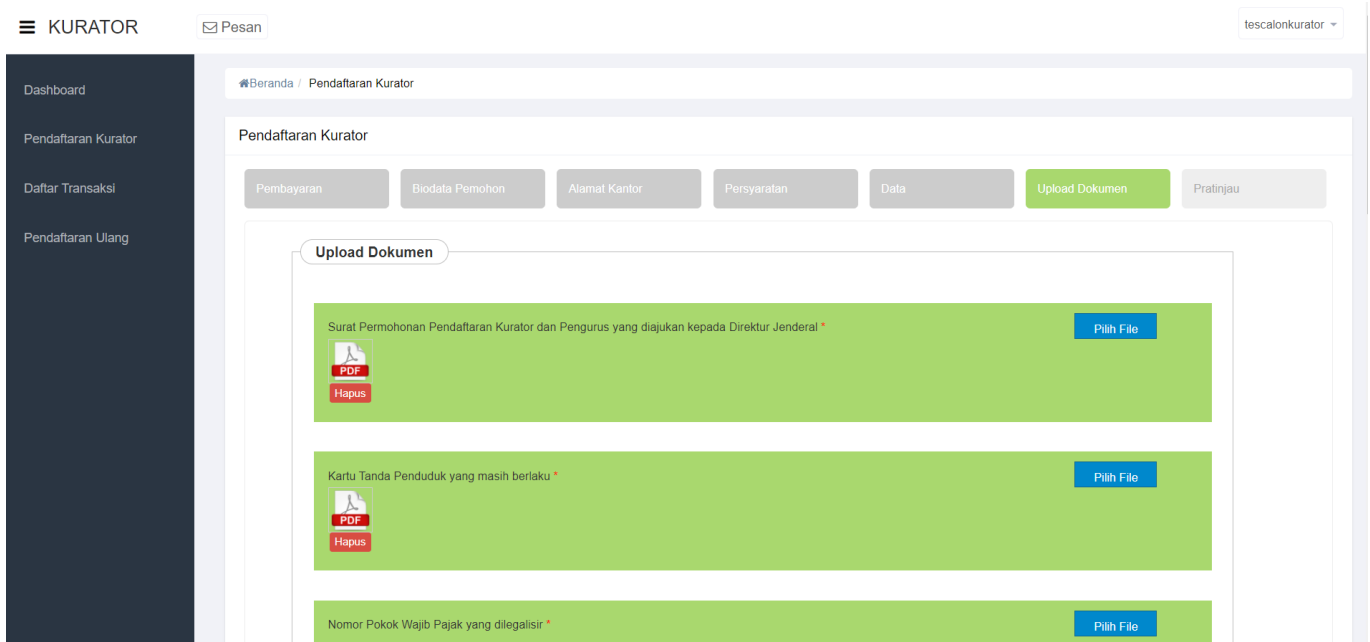 KURATOR
Pesan
tescalonkurator
Dashboard
Pendaftaran Kurator
Daftar Transaksi
Pendaftaran Ulang
Beranda / Pendaftaran Kurator
Pendaftaran Kurator
Pembayaran
Biodata Pemohon
Alamat Kantor
Persyaratan
Data
Upload Dokumen
Pratinjau
Upload Dokumen
Surat Permohonan Pendaftaran Kurator dan Pengurus yang diajukan kepada Direktur Jenderal *
Pilih File
PDF
Hapus
Kartu Tanda Penduduk yang masih berlaku *
Pilih File
PDF
Hapus
Nomor Pokok Wajib Pajak yang dilegalisir *
Pilih File